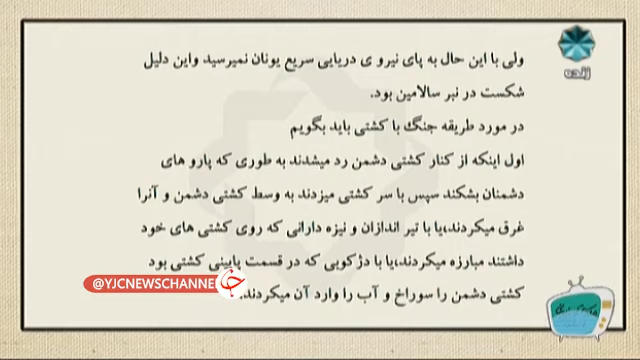 ولی با این حال به پای نیرو ی دریایی سریع یونان نمیرسید واین دلیل
شکست در نبر سالامین بود.
در مورد طریقه جنگ با کشتی باید بگویم
اول اینکه از کنار کشتی دشمن رد میشدند به طوری که پارو های
دشمنان بشکند سپس با سر کشتی میزدند به وسط کشتی دشمن و آنرا
غرق میکردند،یا با تیر اندازان و نیزه دارانی که روی کشتی های خود
داشتند مبارزه میکردند،یا با دژکوبی که در قسمت پایینی کشتی بود
کشتی دشمن را سوراخ و آب را وارد آن میکردند.
زنده
@YJCNEWSCHANNE